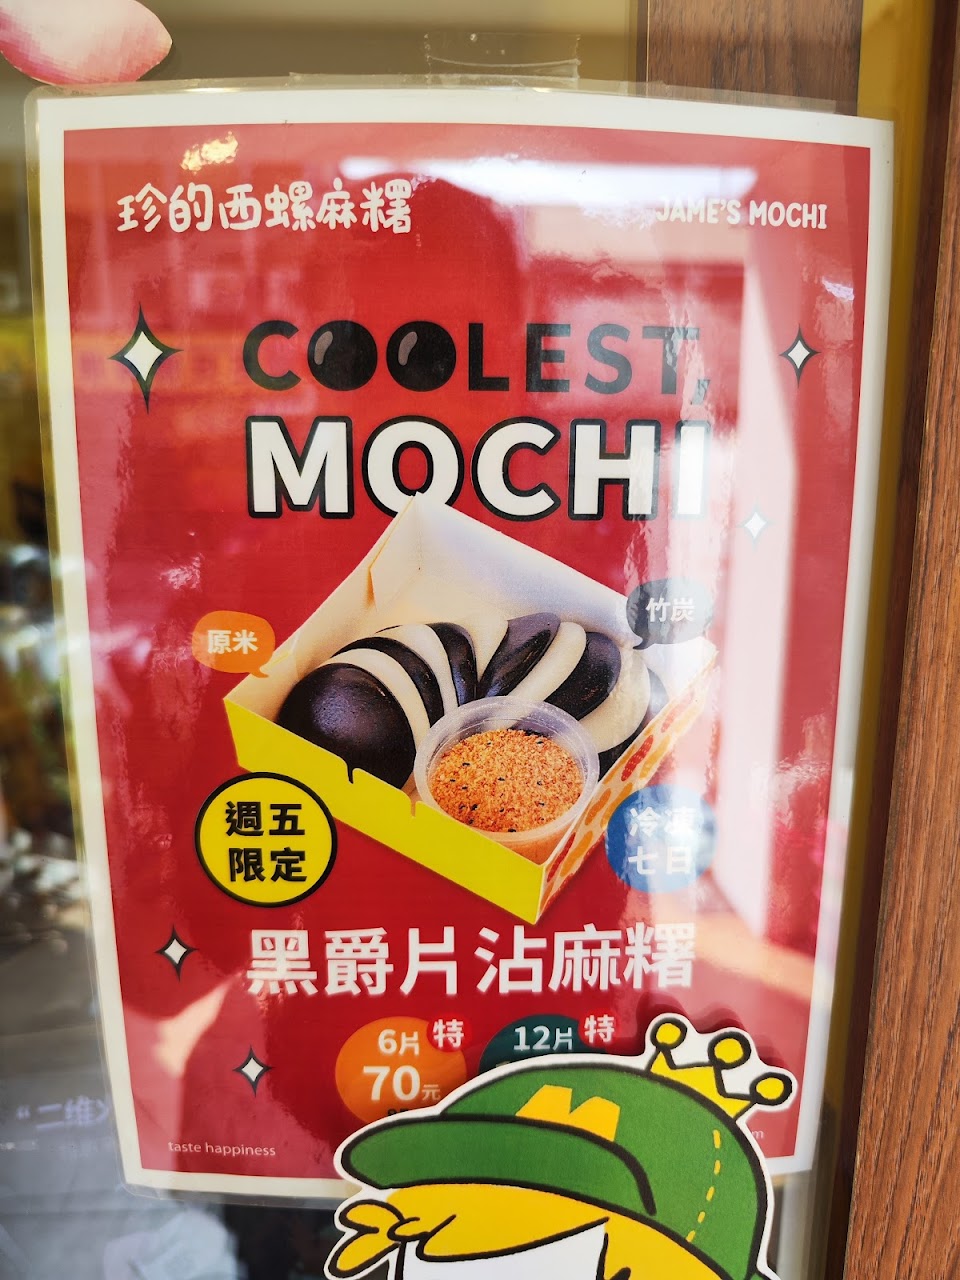 珍的西螺麻糬
JAME'S MOCHI
COOLEST,
MOCHI
原米
竹炭
週五
限定
冷凍
七日
黑爵片沾麻糬
6片 特
70元
12片 特
taste happiness
"二维